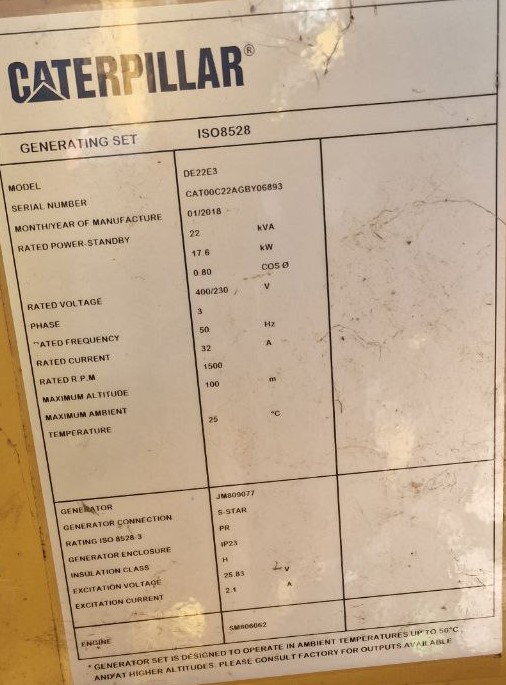 CATERPILLAR®
GENERATING SET ISO8528
MODEL DE22E3
SERIAL NUMBER CAT00C22AGBY06893
MONTH/YEAR OF MANUFACTURE 01/2018
RATED POWER-STANDBY 22 kVA
17.6 kW
0.80 COS Ø
RATED VOLTAGE 400/230 V
PHASE 3
RATED FREQUENCY 50 Hz
RATED CURRENT 32 A
RATED R.P.M 1500
MAXIMUM ALTITUDE 100 m
MAXIMUM AMBIENT
TEMPERATURE 25 °C
GENERATOR JM809077
GENERATOR CONNECTION S-STAR
RATING ISO 8528-3 PR
GENERATOR ENCLOSURE IP23
INSULATION CLASS H
EXCITATION VOLTAGE 25.83 V
EXCITATION CURRENT 2.1 A
ENGINE SM806062
* GENERATOR SET IS DESIGNED TO OPERATE IN AMBIENT TEMPERATURES UP TO 50°C
AND/AT HIGHER ALTITUDES. PLEASE CONSULT FACTORY FOR OUTPUTS AVAILABLE